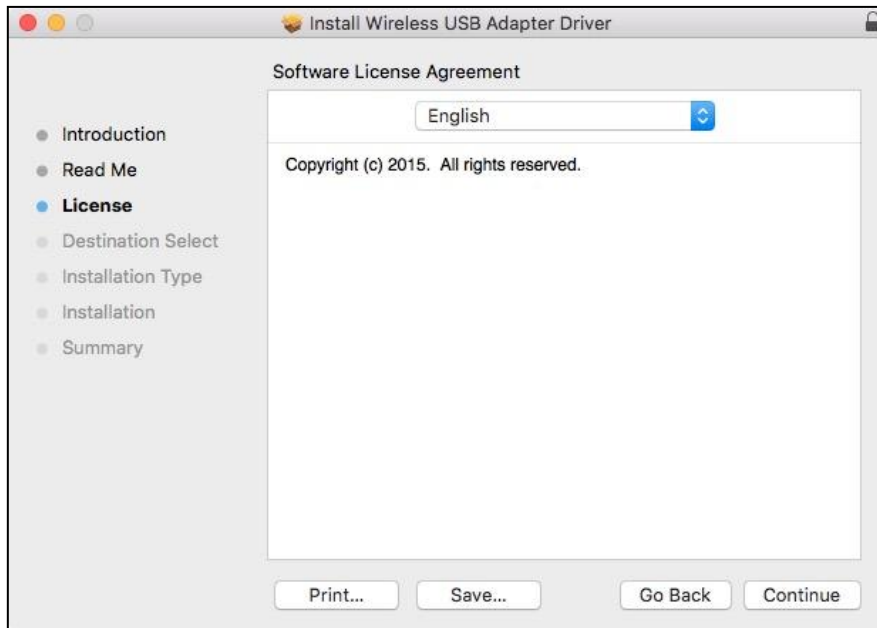 Install Wireless USB Adapter Driver
Software License Agreement
Introduction
Read Me
License
Destination Select
Installation Type
Installation
Summary
English
Copyright (c) 2015.  All rights reserved.
Print...
Save...
Go Back
Continue